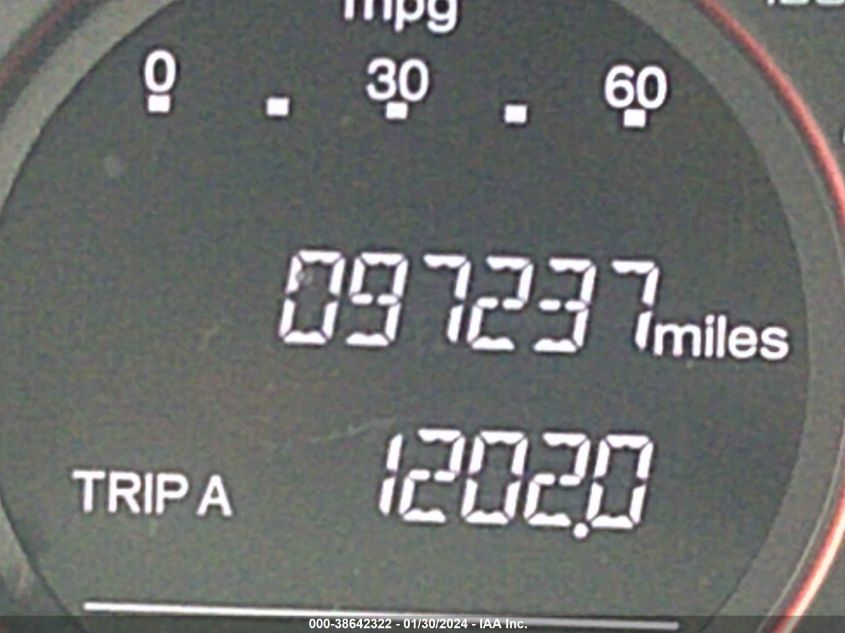 mpg
0 30 60
097237 miles
TRIP A 1202.0
000-38642322 - 01/30/2024 - IAA Inc.